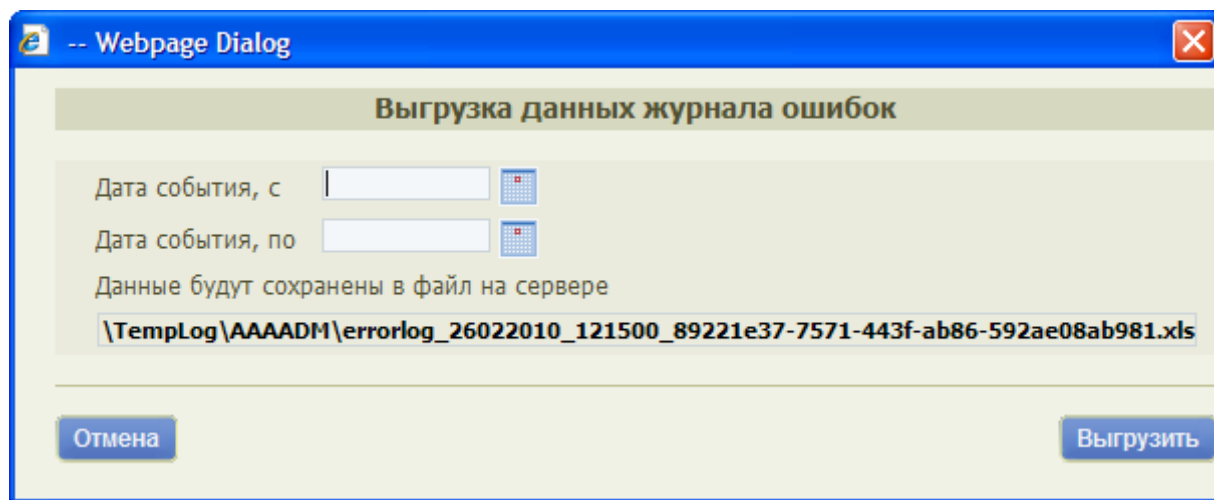 -- Webpage Dialog
Выгрузка данных журнала ошибок
Дата события, с
Дата события, по
Данные будут сохранены в файл на сервере
\TempLog\AAAADM\errorlog_26022010_121500_89221e37-7571-443f-ab86-592ae08ab981.xls
Отмена
Выгрузить